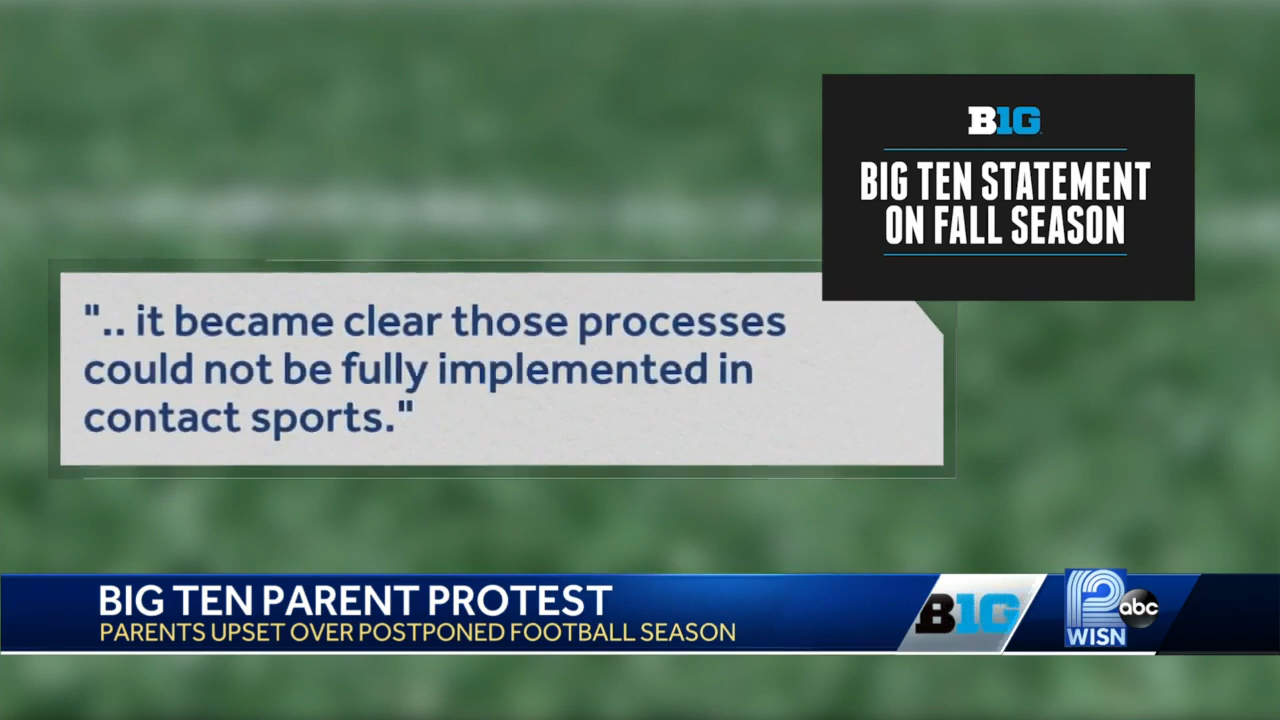 B1G
BIG TEN STATEMENT
ON FALL SEASON
".. it became clear those processes
could not be fully implemented in
contact sports."
BIG TEN PARENT PROTEST
PARENTS UPSET OVER POSTPONED FOOTBALL SEASON
B1G
12
abc
WISN